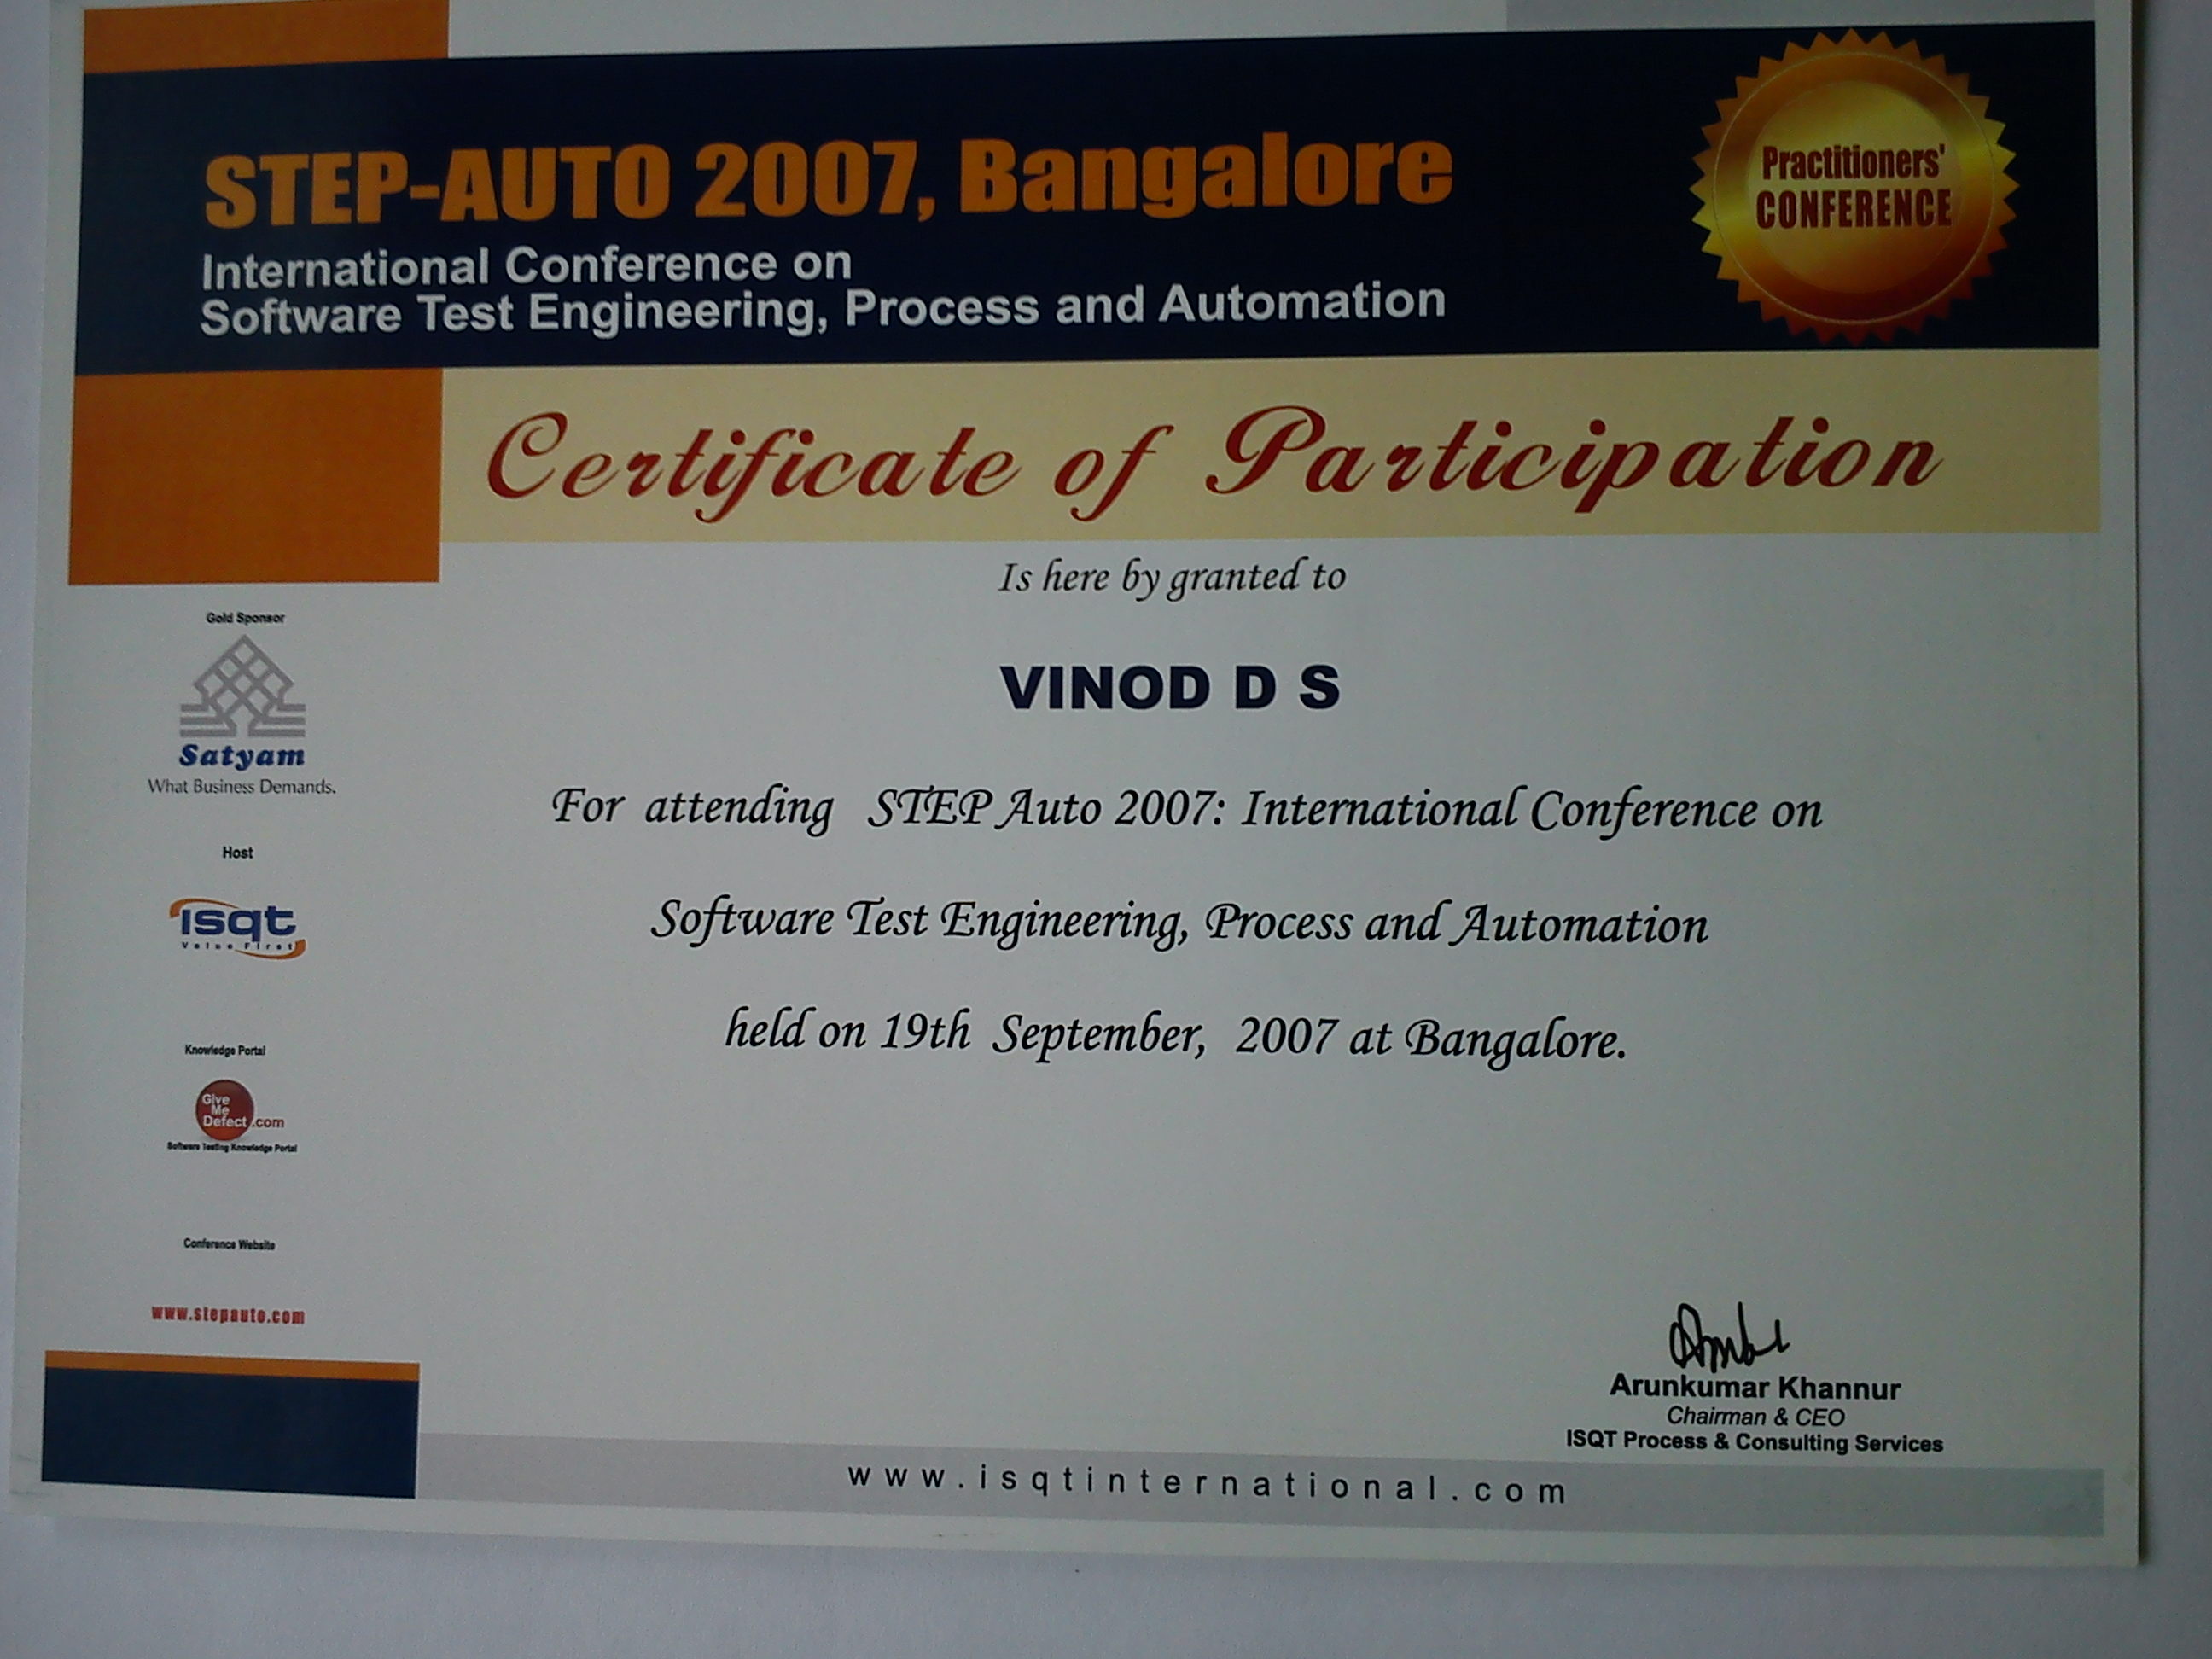 STEP-AUTO 2007, Bangalore
International Conference on
Software Test Engineering, Process and Automation
Practitioners'
CONFERENCE
Certificate of Participation
Is here by granted to
VINOD D S
For attending STEP Auto 2007: International Conference on
Software Test Engineering, Process and Automation
held on 19th September, 2007 at Bangalore.
Gold Sponsor
Satyam
What Business Demands.
Host
isqt
Value First
Knowledge Portal
Give
Me
Defect.com
Software Testing Knowledge Portal
Conference Website
www.stepauto.com
Arunkumar Khannur
Chairman & CEO
ISQT Process & Consulting Services
www.isqtinternational.com